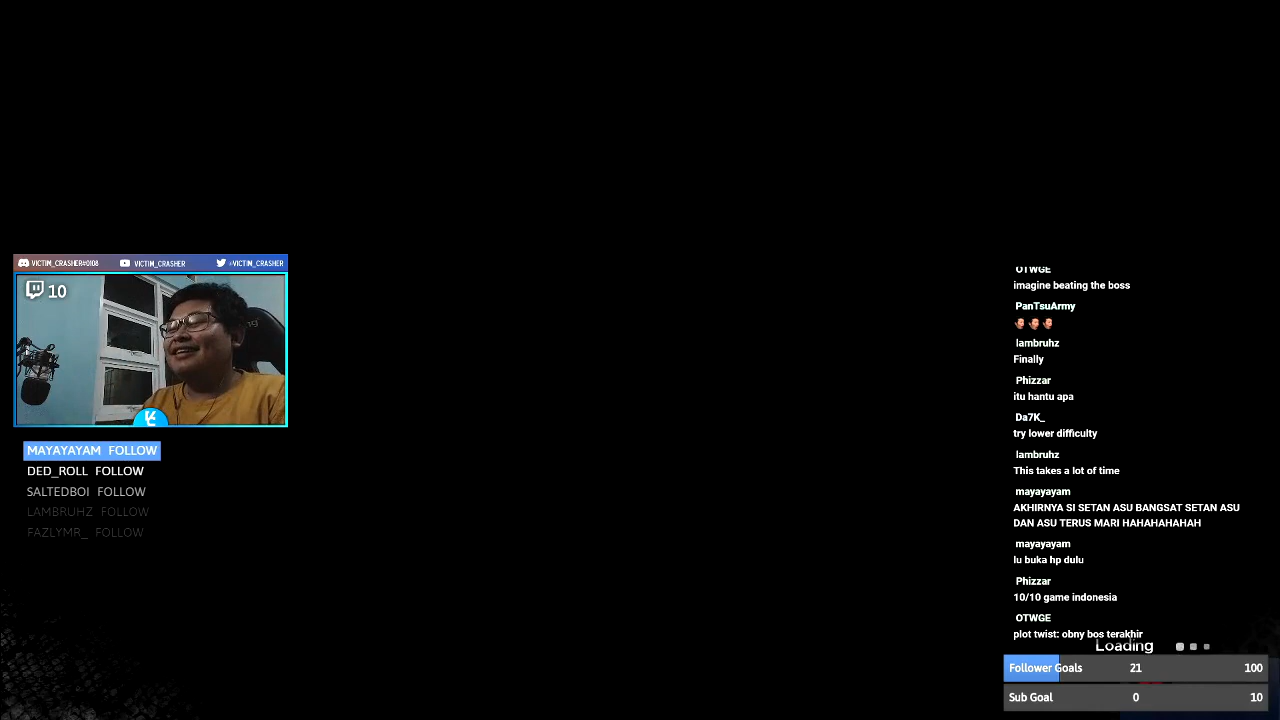 VICTIM_CRASHER#0108 VICTIM_CRASHER @VICTIM_CRASHER
10
MAYAYAYAM FOLLOW
DED_ROLL FOLLOW
SALTEDBOI FOLLOW
LAMBRUHZ FOLLOW
FAZLYMR_ FOLLOW
OTWGE
imagine beating the boss
PanTsuArmy
lambruhz
Finally
Phizzar
itu hantu apa
Da7K_
try lower difficulty
lambruhz
This takes a lot of time
mayayayam
AKHIRNYA SI SETAN ASU BANGSAT SETAN ASU
DAN ASU TERUS MARI HAHAHAHAHAH
mayayayam
lu buka hp dulu
Phizzar
10/10 game indonesia
OTWGE
plot twist: obny bos terakhir
Loading
Follower Goals 21 100
Sub Goal 0 10